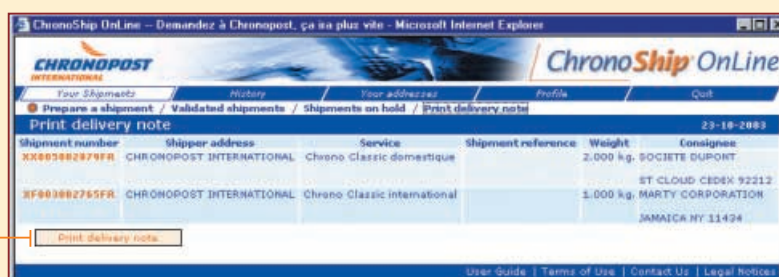 ChronoShip OnLine -- Demandez à Chronopost, ça ira plus vite - Microsoft Internet Explorer
CHRONOPOST
INTERNATIONAL
ChronoShip OnLine
Your Shipments / History / Your addresses / Profile / Quit
Prepare a shipment / Validated shipments / Shipments on hold / Print delivery note
Print delivery note 23-10-2003
Shipment number Shipper address Service Shipment reference Weight Consignee
CHRONOPOST INTERNATIONAL Chrono Classic domestique 2.000 kg. SOCIETE DUPONT
ST CLOUD CEDEX 92212
XF003002765FR CHRONOPOST INTERNATIONAL Chrono Classic international 1.000 kg. MARTY CORPORATION
JAMAICA NY 11434
Print delivery note
User Guide | Terms of Use | Contact Us | Legal Notices